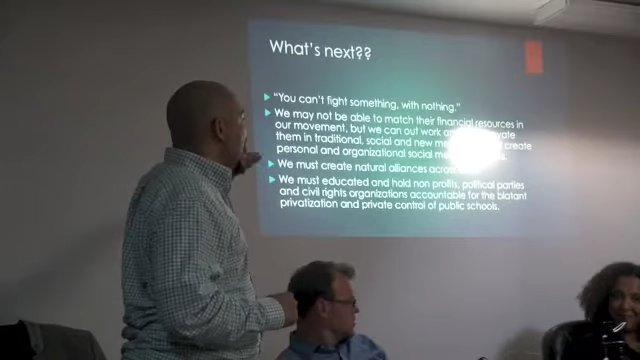 What's next??
"You can't fight something, with nothing."
We may not be able to match their financial resources in
our movement, but we can out work and
them in traditional, social and new create
personal and organizational social
We must create natural alliances
We must educated and hold non profits, political parties
and civil rights organizations accountable for the blatant
privatization and private control of public schools.